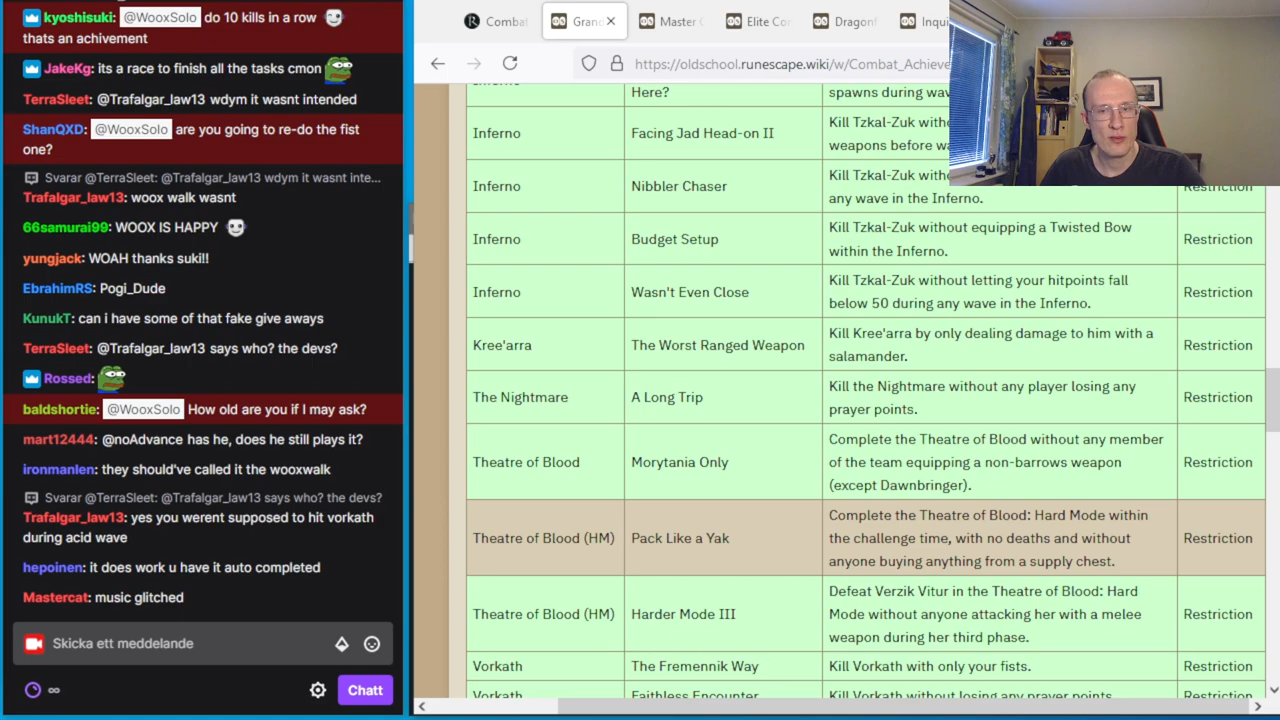 kyoshisuki: @WooxSolo do 10 kills in a row
thats an achivement
JakeKg: its a race to finish all the tasks cmon
TerraSleet: @Trafalgar_law13 wdym it wasnt intended
ShanQXD: @WooxSolo are you going to re-do the fist
one?
Svarar @TerraSleet: @Trafalgar_law13 wdym it wasnt inte...
Trafalgar_law13: woox walk wasnt
66samurai99: WOOX IS HAPPY
yungjack: WOAH thanks suki!!
EbrahimRS: Pogi_Dude
KunukT: can i have some of that fake give aways
TerraSleet: @Trafalgar_law13 says who? the devs?
Rossed:
baldshortie: @WooxSolo How old are you if I may ask?
mart12444: @noAdvance has he, does he still plays it?
ironmanlen: they should've called it the wooxwalk
Svarar @TerraSleet: @Trafalgar_law13 says who? the devs?
Trafalgar_law13: yes you werent supposed to hit vorkath
during acid wave
hepoinen: it does work u have it auto completed
Mastercat: music glitched
Skicka ett meddelande
∞
Chatt
Combat
Grand
Master C
Elite Co
Dragonf
Inqui
https://oldschool.runescape.wiki/w/Combat_Achieve
Here?
spawns during wav
Inferno
Facing Jad Head-on II
Kill Tzkal-Zuk witho
weapons before wa
Inferno
Nibbler Chaser
Kill Tzkal-Zuk witho
any wave in the Inferno.
Restriction
Inferno
Budget Setup
Kill Tzkal-Zuk without equipping a Twisted Bow
within the Inferno.
Restriction
Inferno
Wasn't Even Close
Kill Tzkal-Zuk without letting your hitpoints fall
below 50 during any wave in the Inferno.
Restriction
Kree'arra
The Worst Ranged Weapon
Kill Kree'arra by only dealing damage to him with a
salamander.
Restriction
The Nightmare
A Long Trip
Kill the Nightmare without any player losing any
prayer points.
Restriction
Theatre of Blood
Morytania Only
Complete the Theatre of Blood without any member
of the team equipping a non-barrows weapon
(except Dawnbringer).
Restriction
Theatre of Blood (HM)
Pack Like a Yak
Complete the Theatre of Blood: Hard Mode within
the challenge time, with no deaths and without
anyone buying anything from a supply chest.
Restriction
Theatre of Blood (HM)
Harder Mode III
Defeat Verzik Vitur in the Theatre of Blood: Hard
Mode without anyone attacking her with a melee
weapon during her third phase.
Restriction
Vorkath
The Fremennik Way
Kill Vorkath with only your fists.
Restriction
Vorkath
Faithless Encounter
Kill Vorkath without losing any prayer points.
Restriction